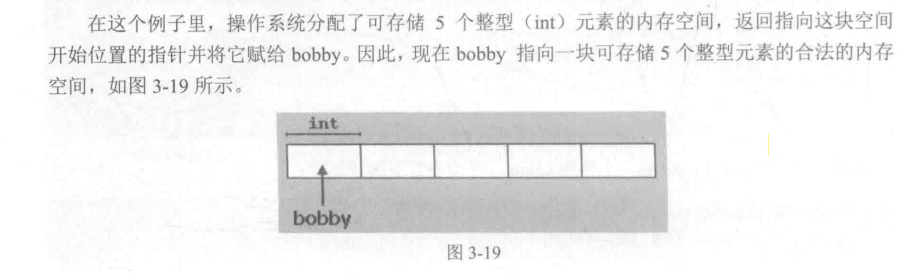 在这个例子里，操作系统分配了可存储 5 个整型（int）元素的内存空间，返回指向这块空间
开始位置的指针并将它赋给 bobby。因此，现在 bobby 指向一块可存储 5 个整型元素的合法的内存
空间，如图 3-19 所示。
int
bobby
图 3-19